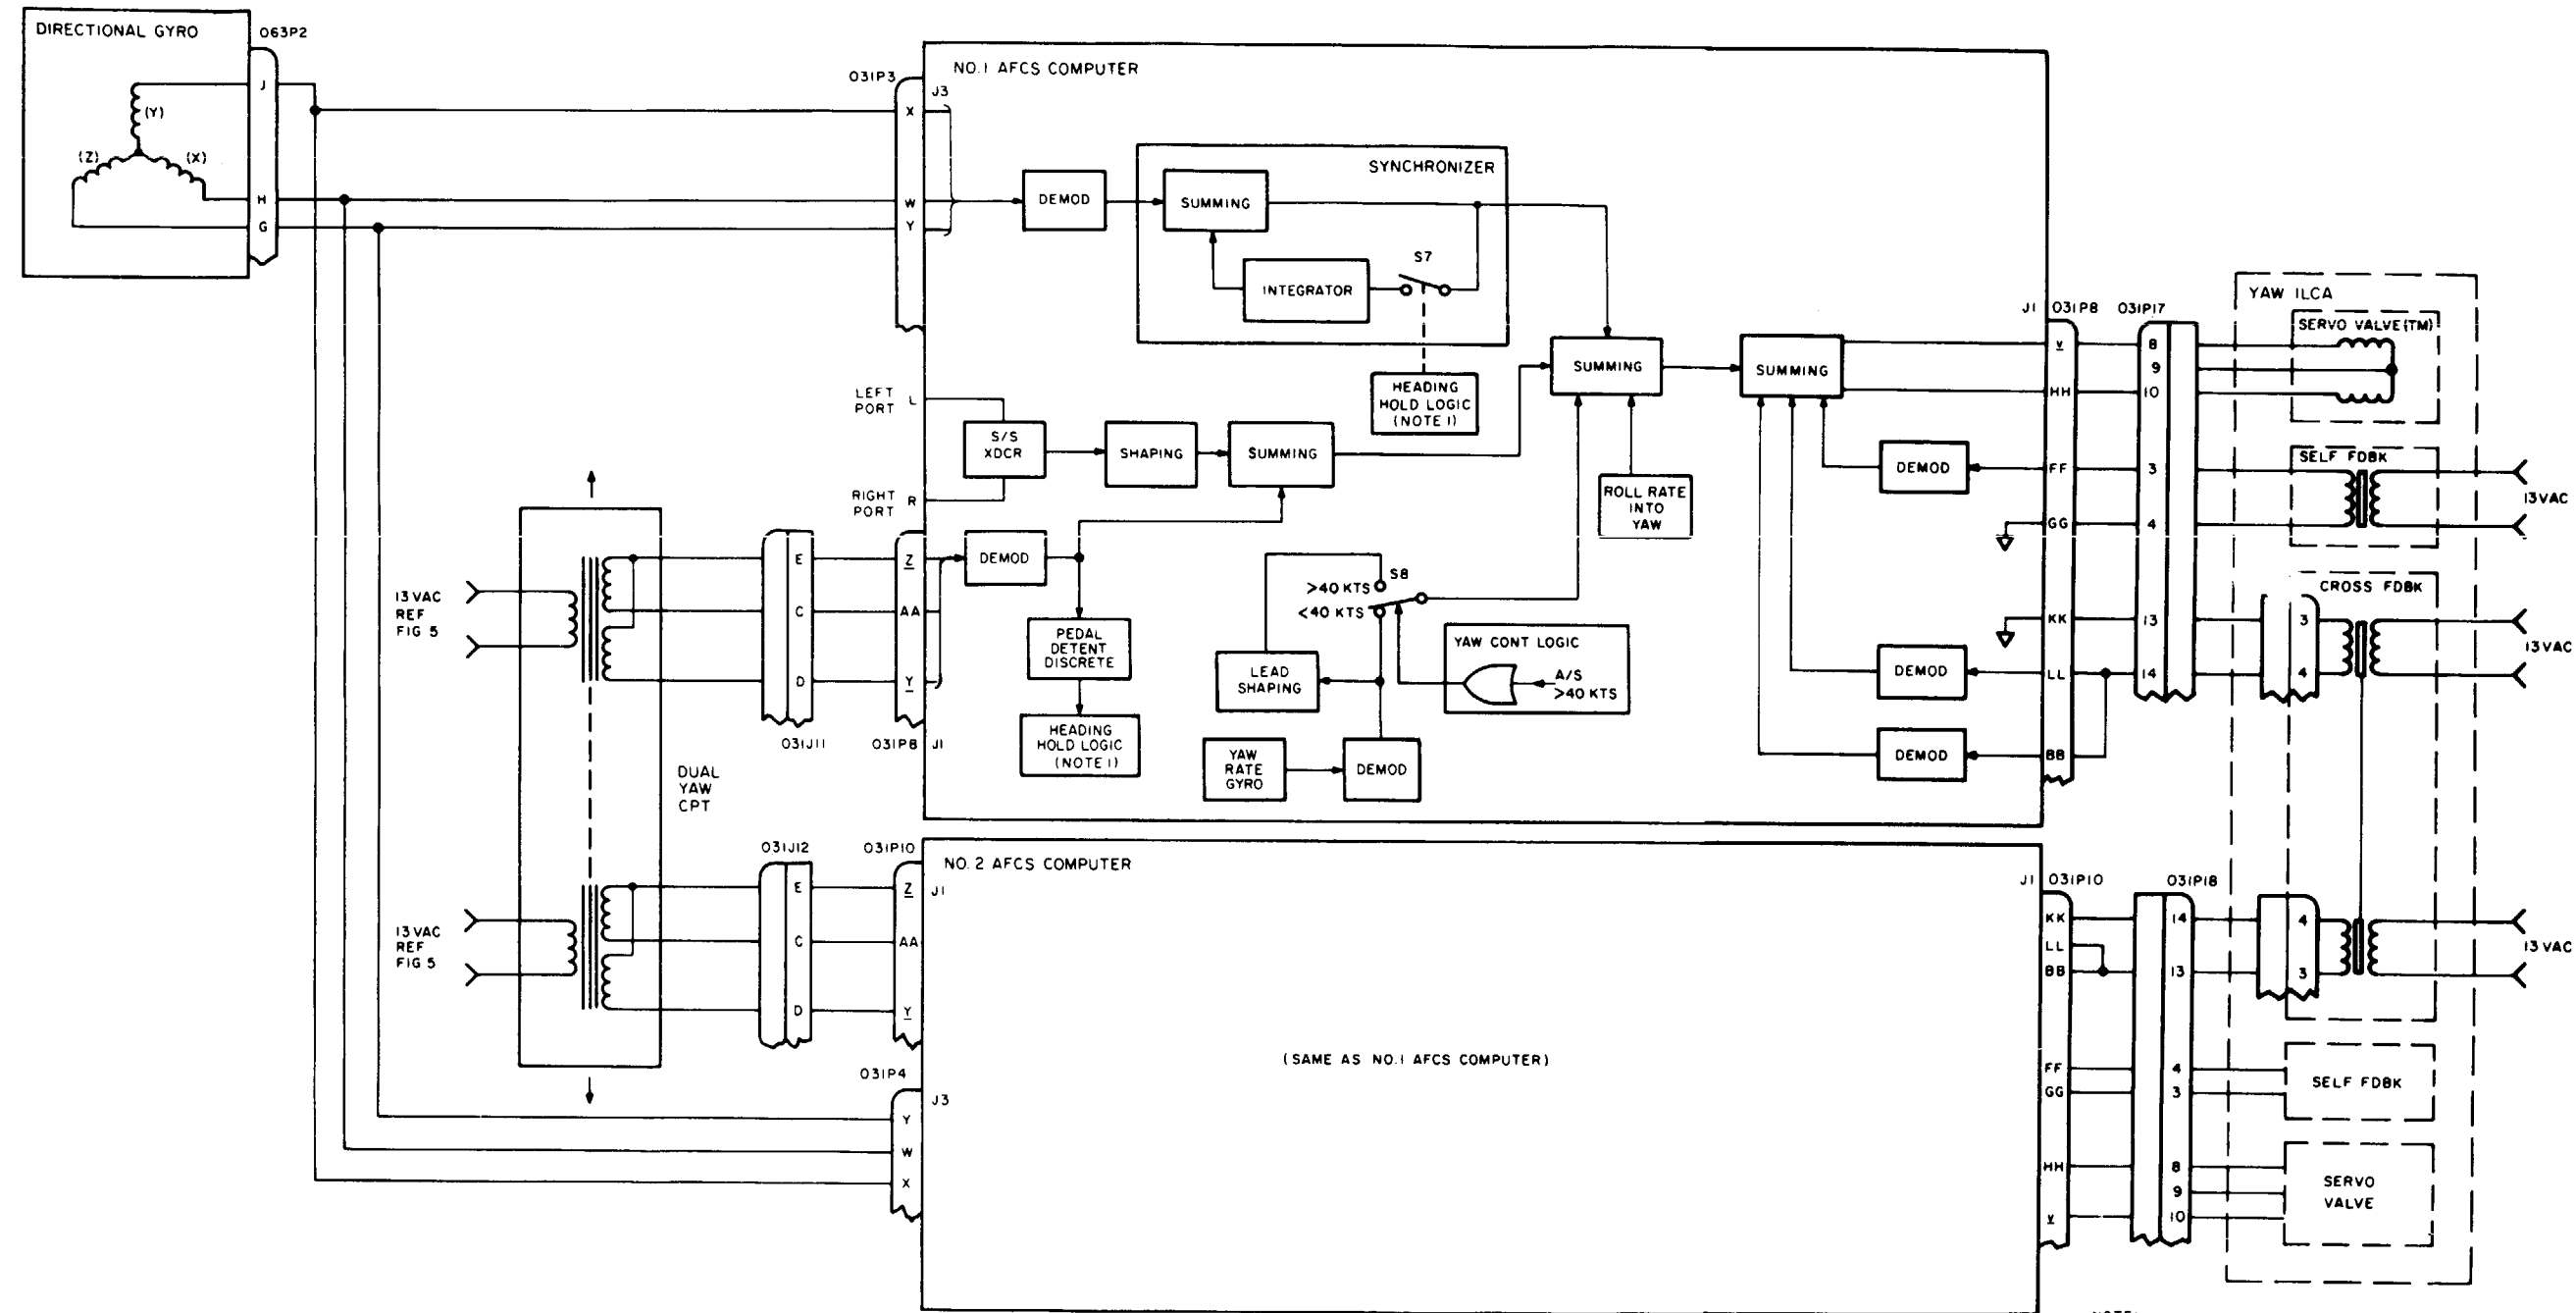 DIRECTIONAL GYRO
063P2
(Y)
(Z)
(X)
J
H
G
NO. 1 AFCS COMPUTER
031P3
J3
X
W
Y
DEMOD
SYNCHRONIZER
SUMMING
INTEGRATOR
S7
HEADING
HOLD LOGIC
(NOTE 1)
LEFT
PORT
L
S/S
XDCR
SHAPING
SUMMING
RIGHT
PORT
R
SUMMING
SUMMING
ROLL RATE
INTO
YAW
DEMOD
DEMOD
DEMOD
13 VAC
REF
FIG 5
E
C
D
031J11
Z
AA
Y
031P8
J1
DEMOD
PEDAL
DETENT
DISCRETE
HEADING
HOLD LOGIC
(NOTE 1)
S8
>40 KTS
<40 KTS
LEAD
SHAPING
YAW CONT LOGIC
A/S
>40 KTS
YAW
RATE
GYRO
DEMOD
DUAL
YAW
CPT
J1
031P8
031P17
V
HH
FF
GG
KK
LL
BB
8
9
10
3
4
13
14
YAW ILCA
SERVO VALVE (TM)
SELF FDBK
13 VAC
CROSS FDBK
3
4
13 VAC
13 VAC
REF
FIG 5
031J12
E
C
D
031P10
Z
AA
Y
J1
NO. 2 AFCS COMPUTER
(SAME AS NO. 1 AFCS COMPUTER)
031P4
J3
Y
W
X
J1
031P10
031P18
KK
LL
BB
FF
GG
HH
V
14
13
4
3
8
9
10
4
3
13 VAC
SELF FDBK
SERVO
VALVE